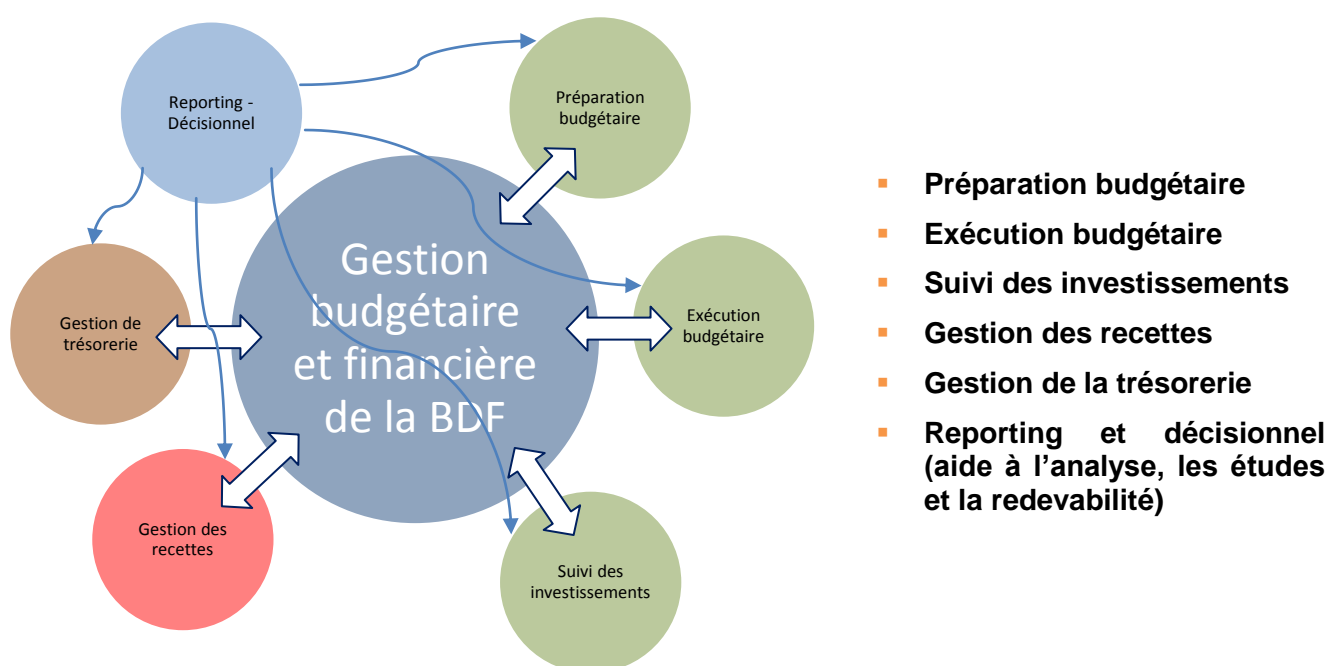 Reporting -
Décisionnel
Préparation
budgétaire
Gestion
budgétaire
et financière
de la BDF
Gestion de
trésorerie
Exécution
budgétaire
Gestion des
recettes
Suivi des
investissements
Préparation budgétaire
Exécution budgétaire
Suivi des investissements
Gestion des recettes
Gestion de la trésorerie
Reporting et décisionnel
(aide à l’analyse, les études
et la redevabilité)